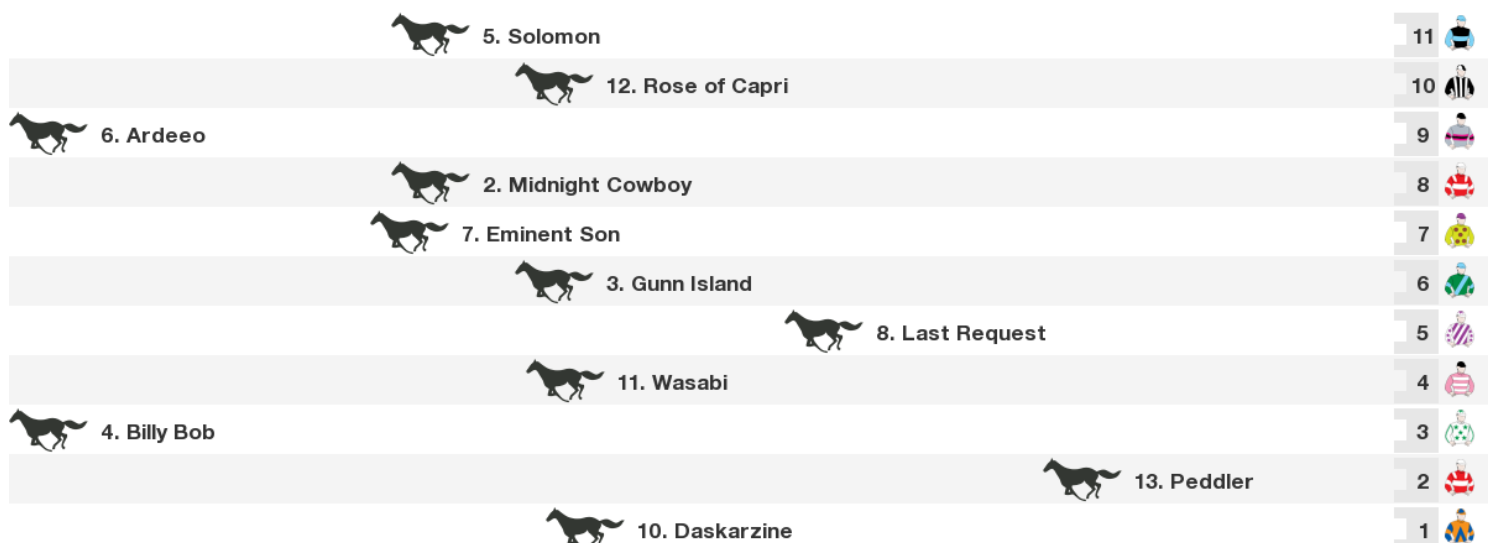 5. Solomon 11
12. Rose of Capri 10
6. Ardeeo 9
2. Midnight Cowboy 8
7. Eminent Son 7
3. Gunn Island 6
8. Last Request 5
11. Wasabi 4
4. Billy Bob 3
13. Peddler 2
10. Daskarzine 1